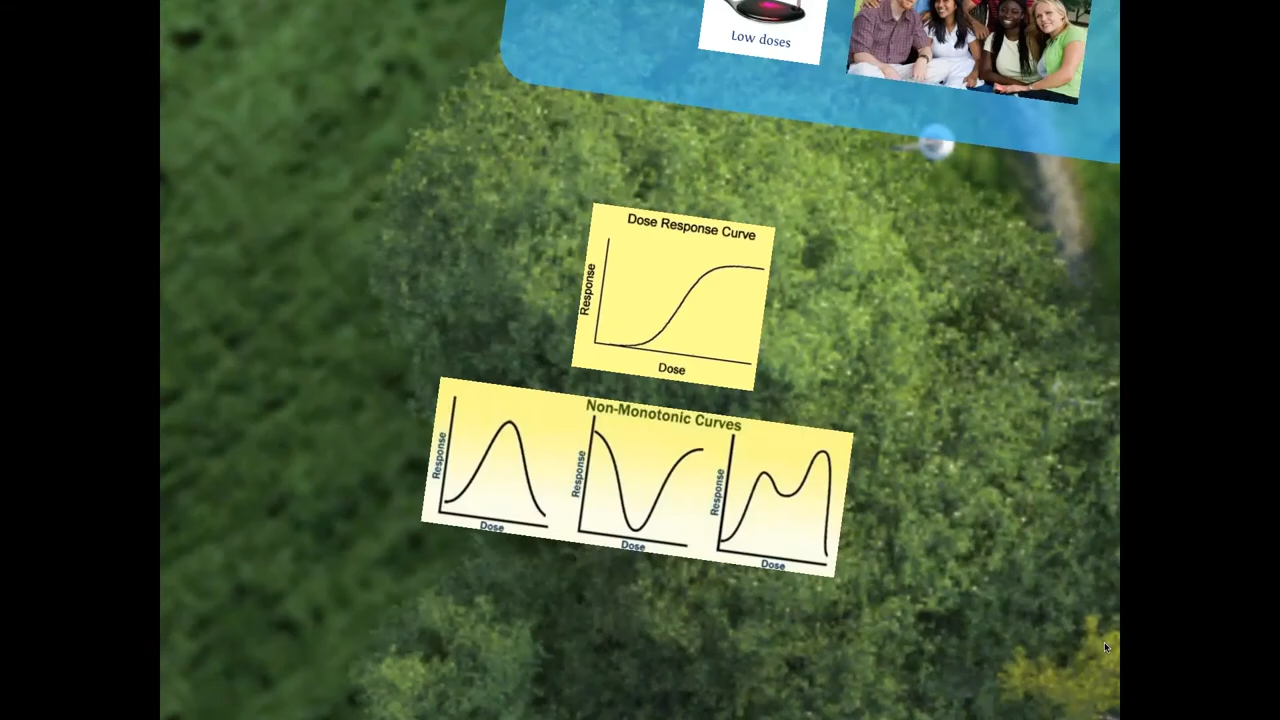 Low doses
Dose Response Curve
Response
Dose
Non-Monotonic Curves
Response
Response
Response
Dose
Dose
Dose